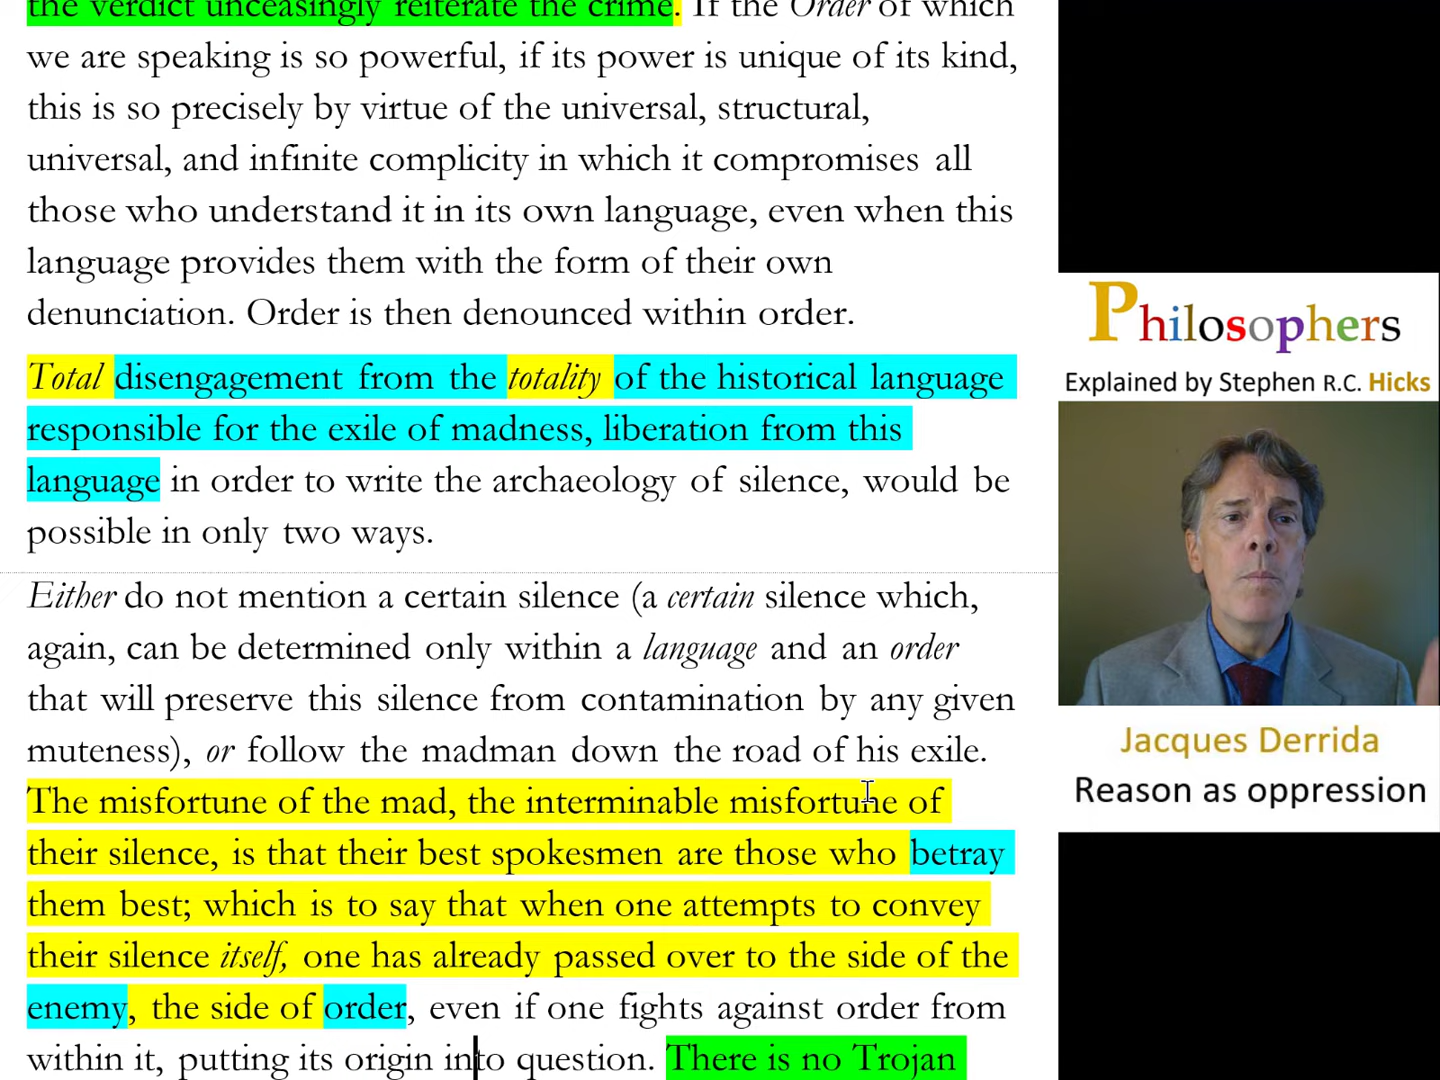 the verdict unceasingly reiterate the crime. If the Order of which
we are speaking is so powerful, if its power is unique of its kind,
this is so precisely by virtue of the universal, structural,
universal, and infinite complicity in which it compromises all
those who understand it in its own language, even when this
language provides them with the form of their own
denunciation. Order is then denounced within order.
Total disengagement from the totality of the historical language
responsible for the exile of madness, liberation from this
language in order to write the archaeology of silence, would be
possible in only two ways.
Either do not mention a certain silence (a certain silence which,
again, can be determined only within a language and an order
that will preserve this silence from contamination by any given
muteness), or follow the madman down the road of his exile.
The misfortune of the mad, the interminable misfortune of
their silence, is that their best spokesmen are those who betray
them best; which is to say that when one attempts to convey
their silence itself, one has already passed over to the side of the
enemy, the side of order, even if one fights against order from
within it, putting its origin into question. There is no Trojan
Philosophers
Explained by Stephen R.C. Hicks
Jacques Derrida
Reason as oppression